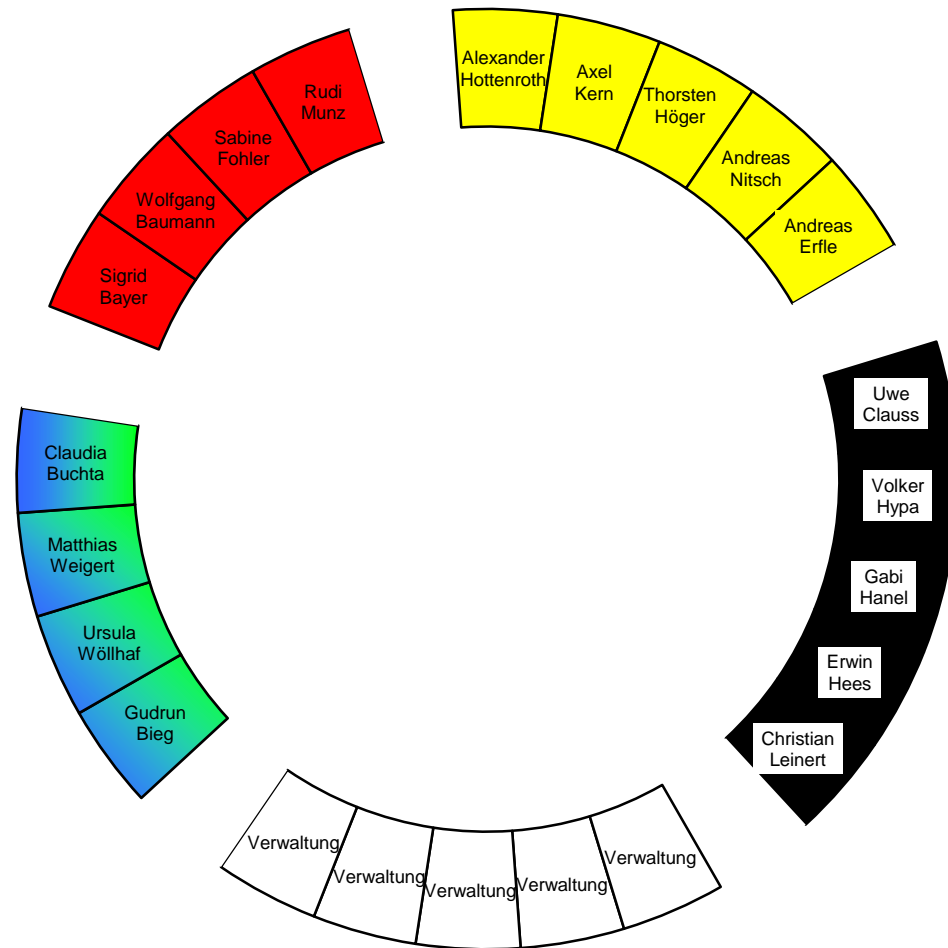 Alexander
Hottenroth
Axel
Kern
Thorsten
Höger
Andreas
Nitsch
Andreas
Erfle
Rudi
Munz
Sabine
Fohler
Wolfgang
Baumann
Sigrid
Bayer
Uwe
Clauss
Volker
Hypa
Gabi
Hanel
Erwin
Hees
Christian
Leinert
Claudia
Buchta
Matthias
Weigert
Ursula
Wöllhaf
Gudrun
Bieg
Verwaltung
Verwaltung
Verwaltung
Verwaltung
Verwaltung